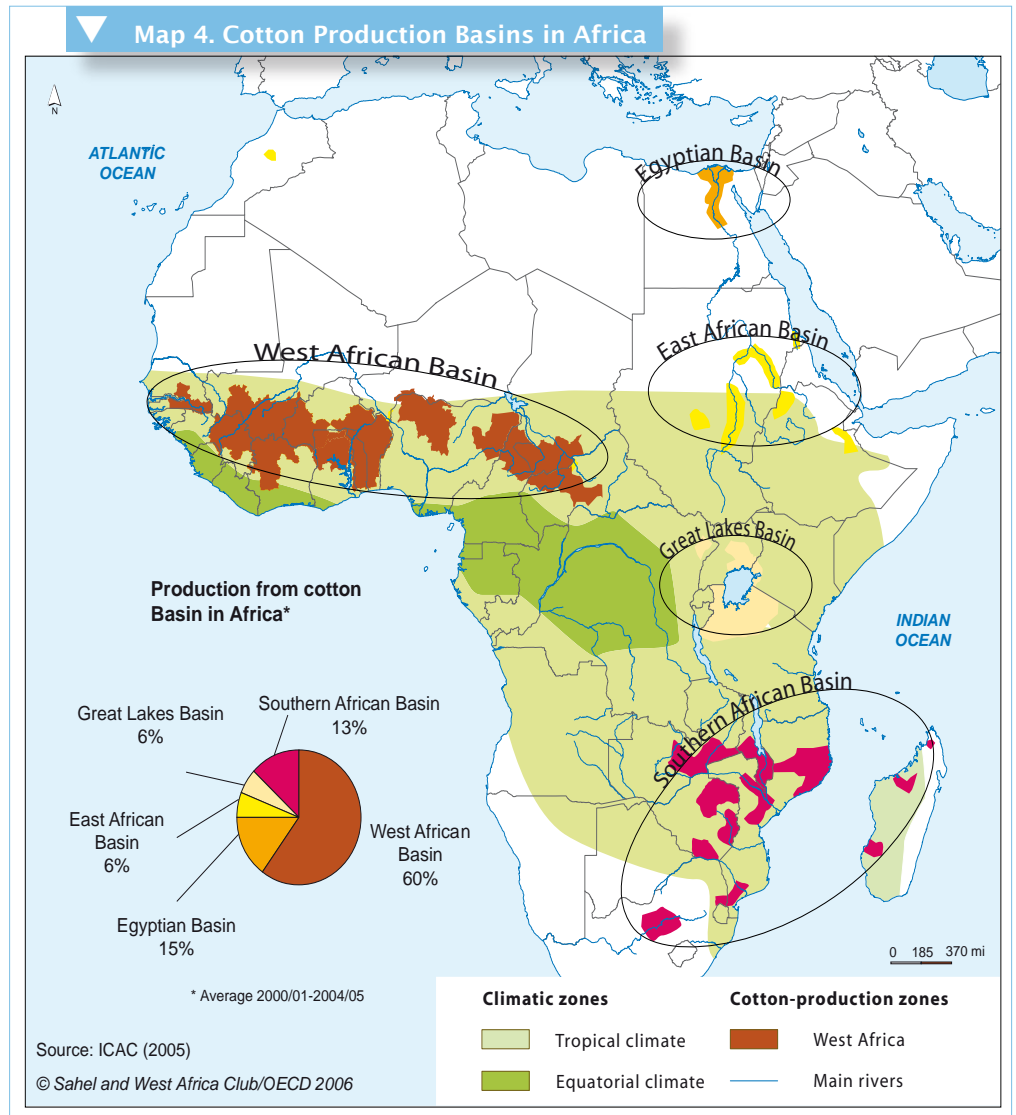 Map 4. Cotton Production Basins in Africa
N
ATLANTIC
OCEAN
Egyptian Basin
East African Basin
West African Basin
Great Lakes Basin
INDIAN
OCEAN
Southern African Basin
Production from cotton
Basin in Africa*
Southern African Basin
13%
Great Lakes Basin
6%
East African
Basin
6%
West African
Basin
60%
Egyptian Basin
15%
* Average 2000/01-2004/05
0 185 370 mi
Climatic zones
Tropical climate
Equatorial climate
Cotton-production zones
West Africa
Main rivers
Source: ICAC (2005)
© Sahel and West Africa Club/OECD 2006